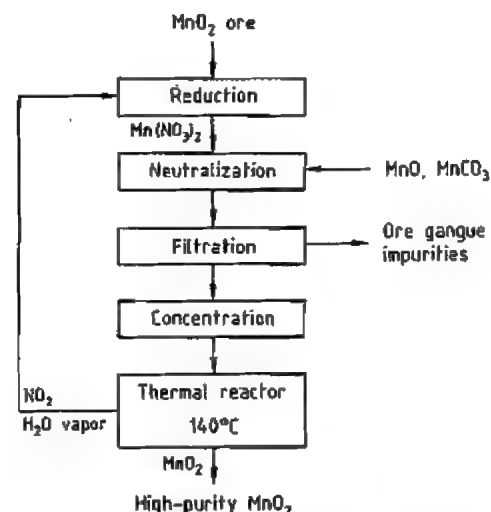 MnO₂ ore
Reduction
Mn(NO₃)₂
Neutralization
MnO, MnCO₃
Filtration
Ore gangue
impurities
Concentration
Thermal reactor
140°C
NO₂
H₂O vapor
MnO₂
High-purity MnO₂